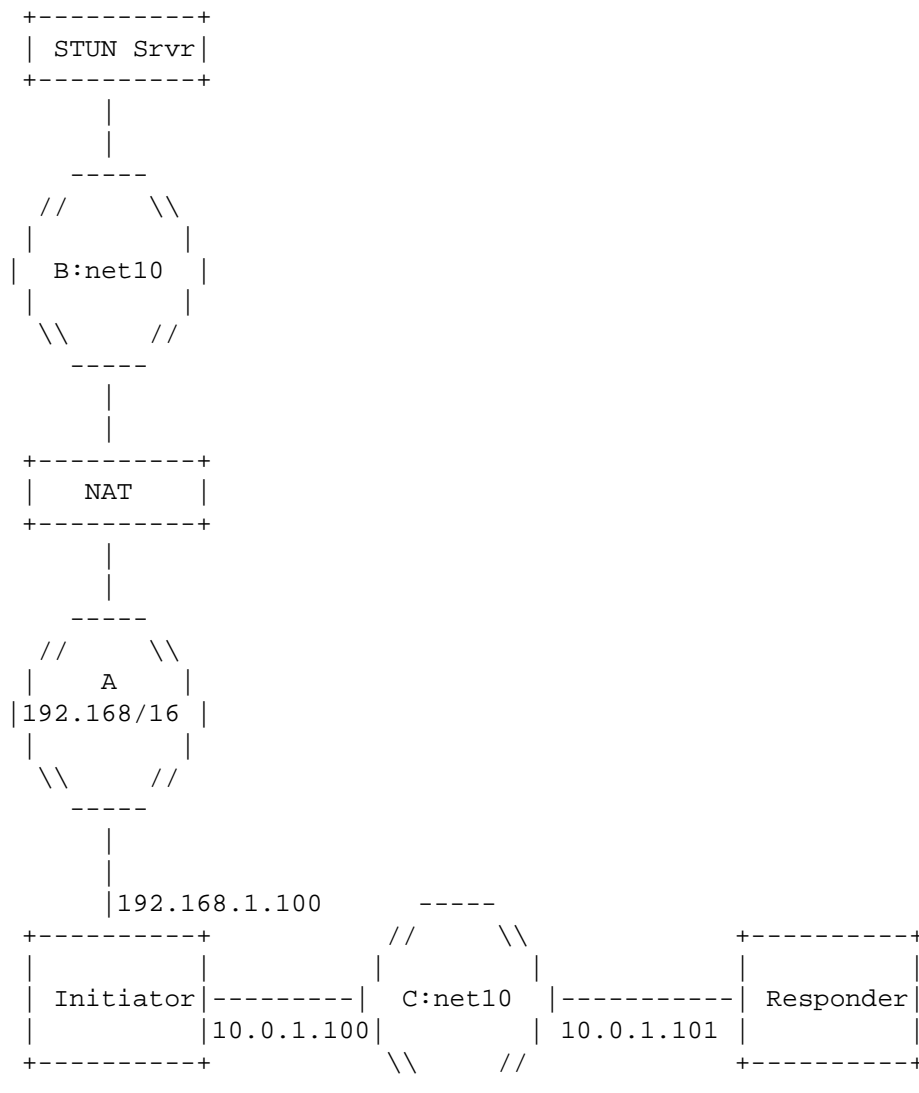 STUN Srvr
B:net10
NAT
A
192.168/16
192.168.1.100
Initiator C:net10 Responder
10.0.1.100 10.0.1.101